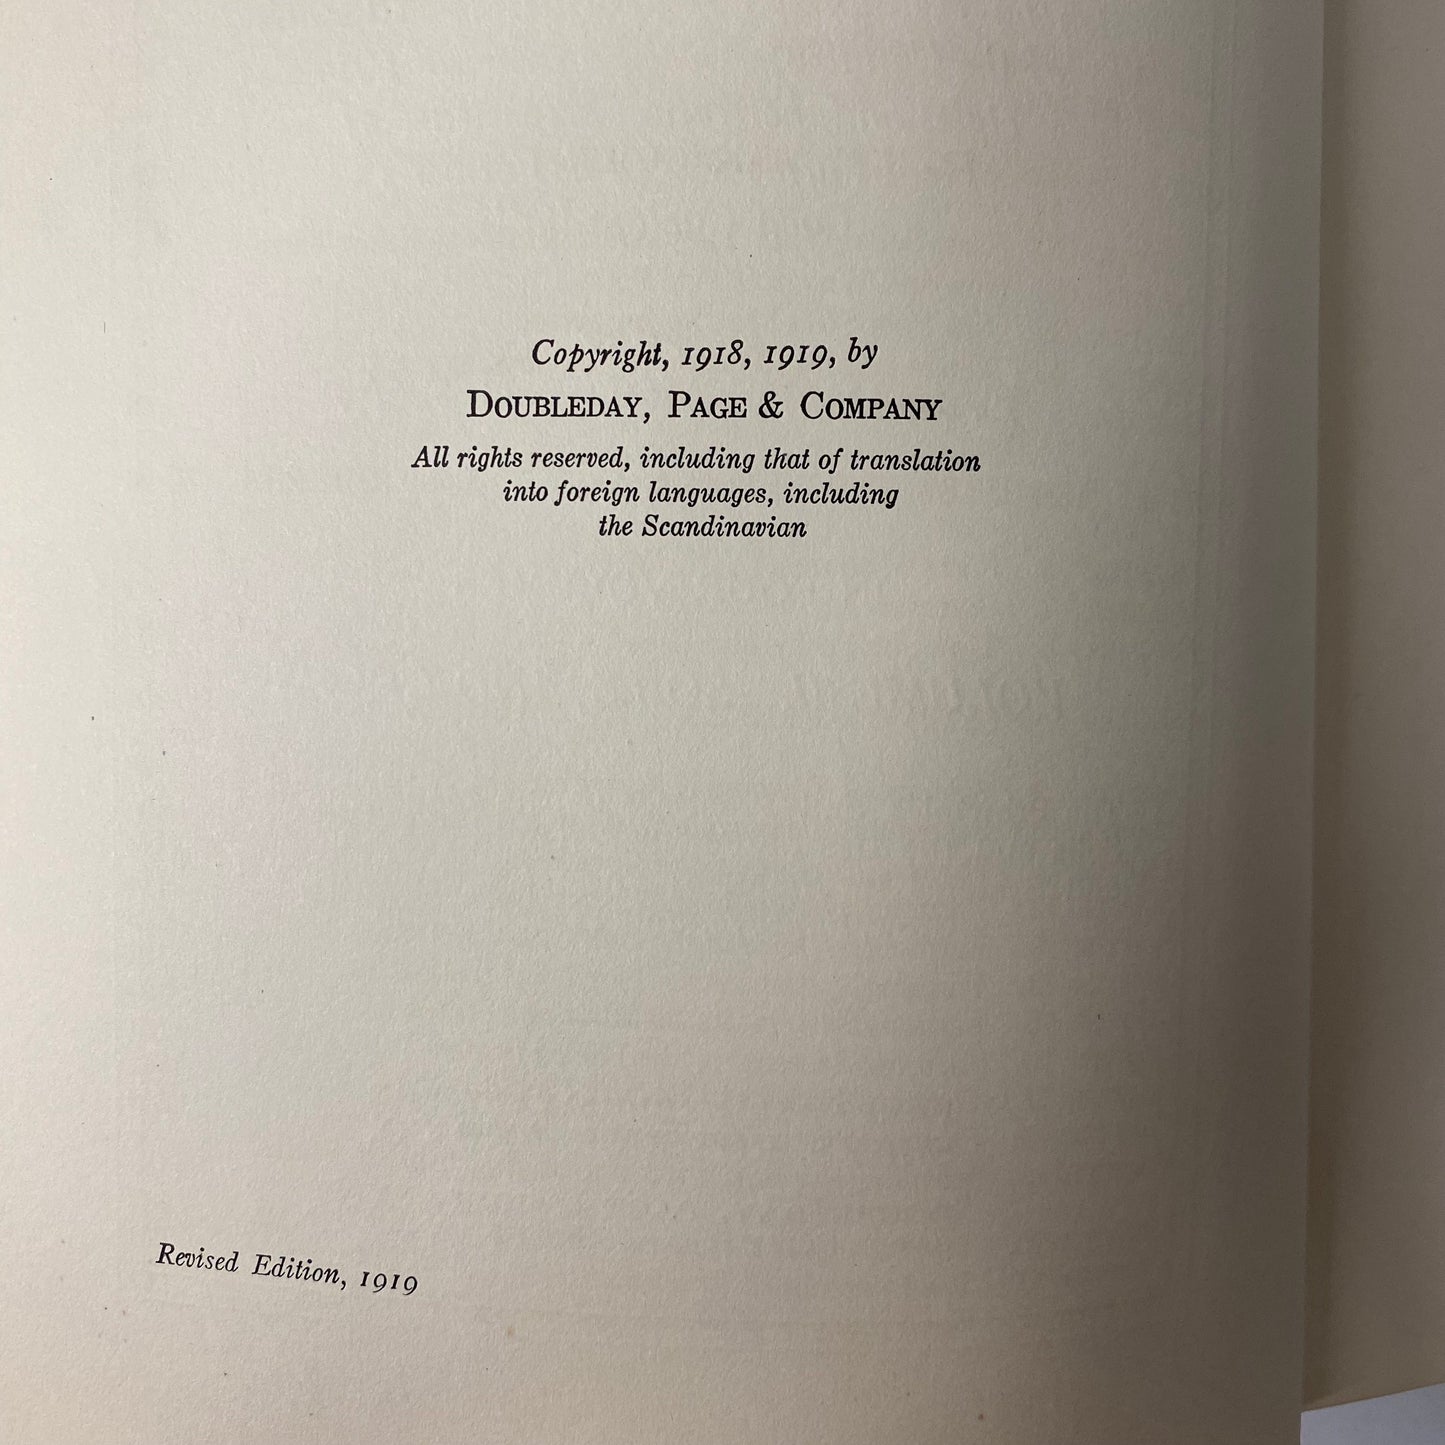 Copyright, 1918, 1919, by
DOUBLEDAY, PAGE & COMPANY
All rights reserved, including that of translation
into foreign languages, including
the Scandinavian
Revised Edition, 1919